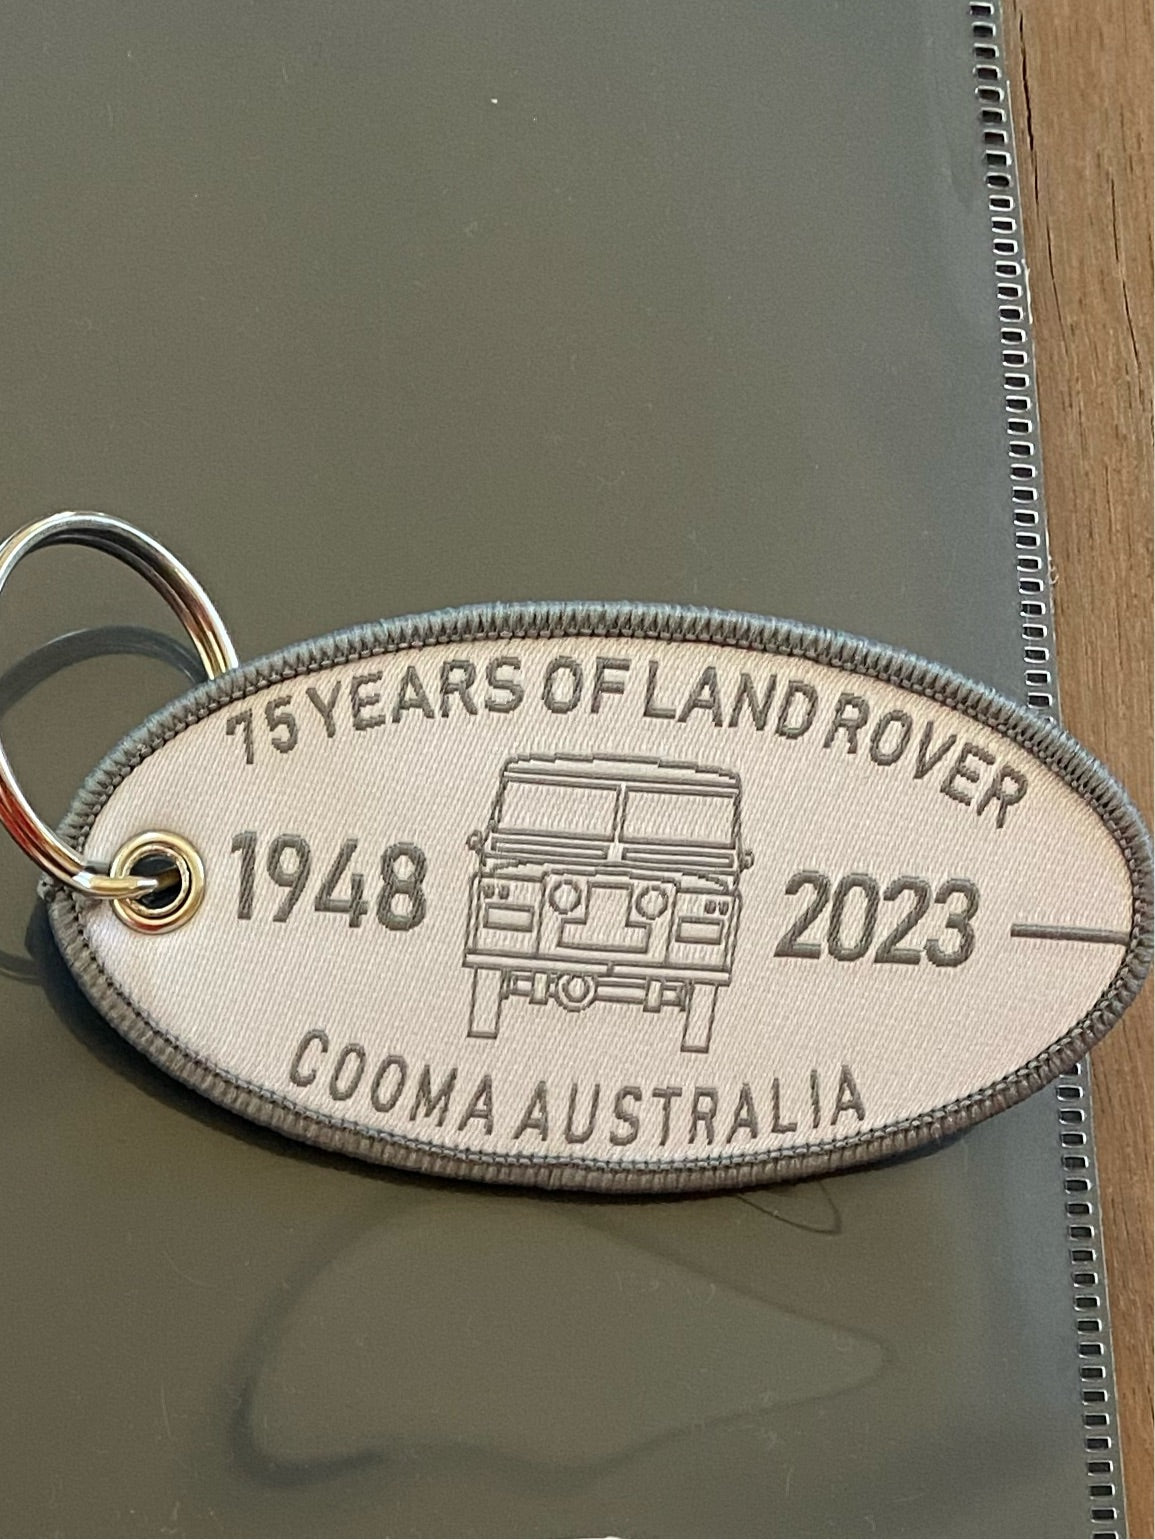 75 YEARS OF LAND ROVER
1948 2023
COOMA AUSTRALIA